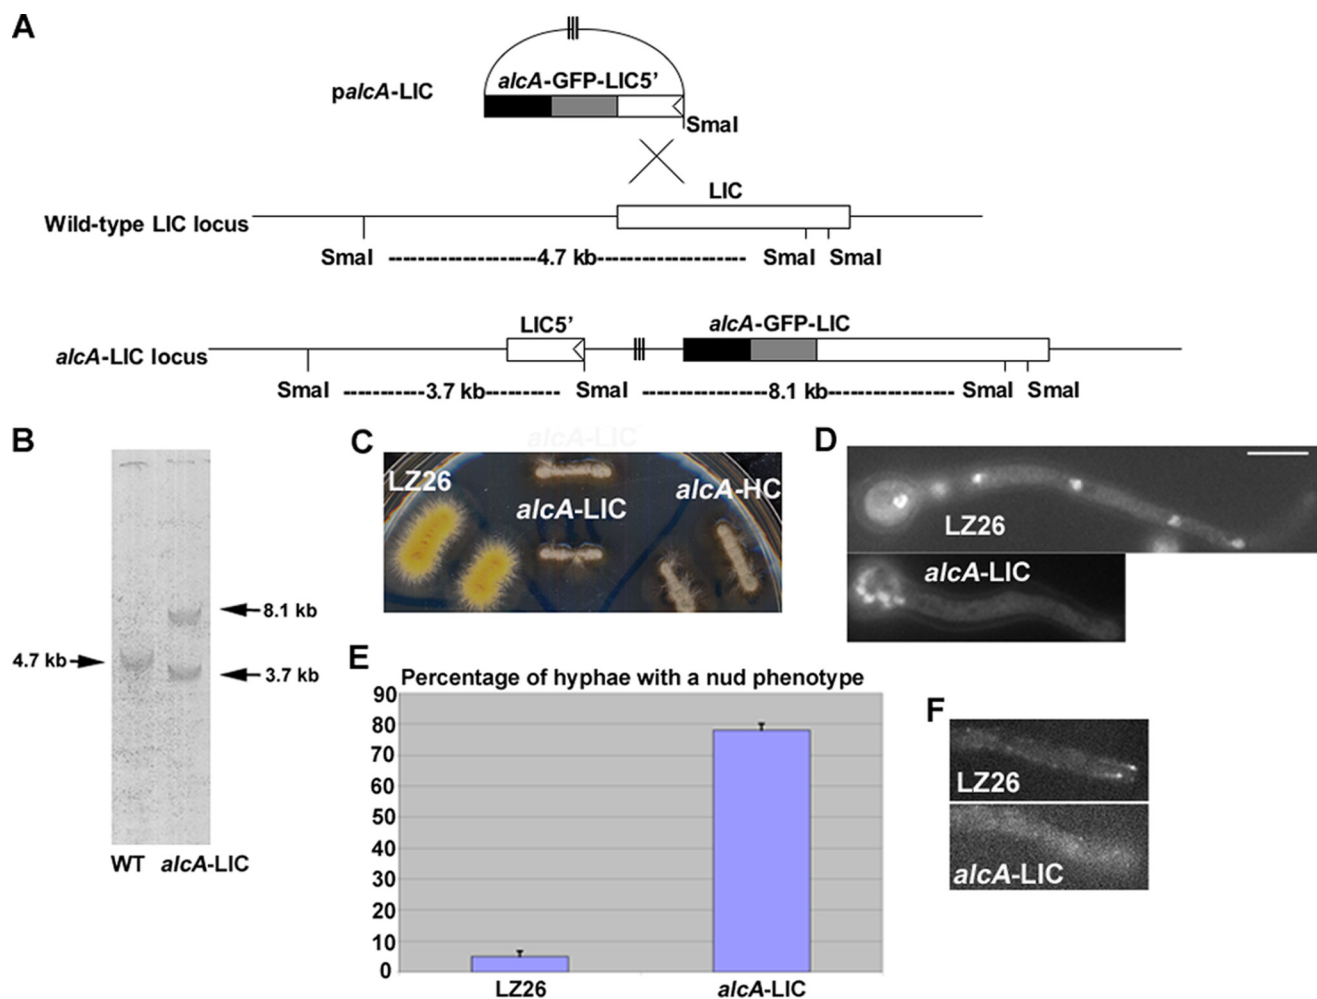 A
palcA-LIC
alcA-GFP-LIC5'
SmaI
LIC
Wild-type LIC locus
SmaI ----------4.7 kb---------- SmaI SmaI
LIC5'
alcA-GFP-LIC
alcA-LIC locus
SmaI ----------3.7 kb---------- SmaI ----------8.1 kb---------- SmaI SmaI
B
8.1 kb
4.7 kb
3.7 kb
WT alcA-LIC
C
alcA-LIC
LZ26
alcA-LIC
alcA-HC
D
LZ26
alcA-LIC
E
Percentage of hyphae with a nud phenotype
90
80
70
60
50
40
30
20
10
0
LZ26
alcA-LIC
F
LZ26
alcA-LIC